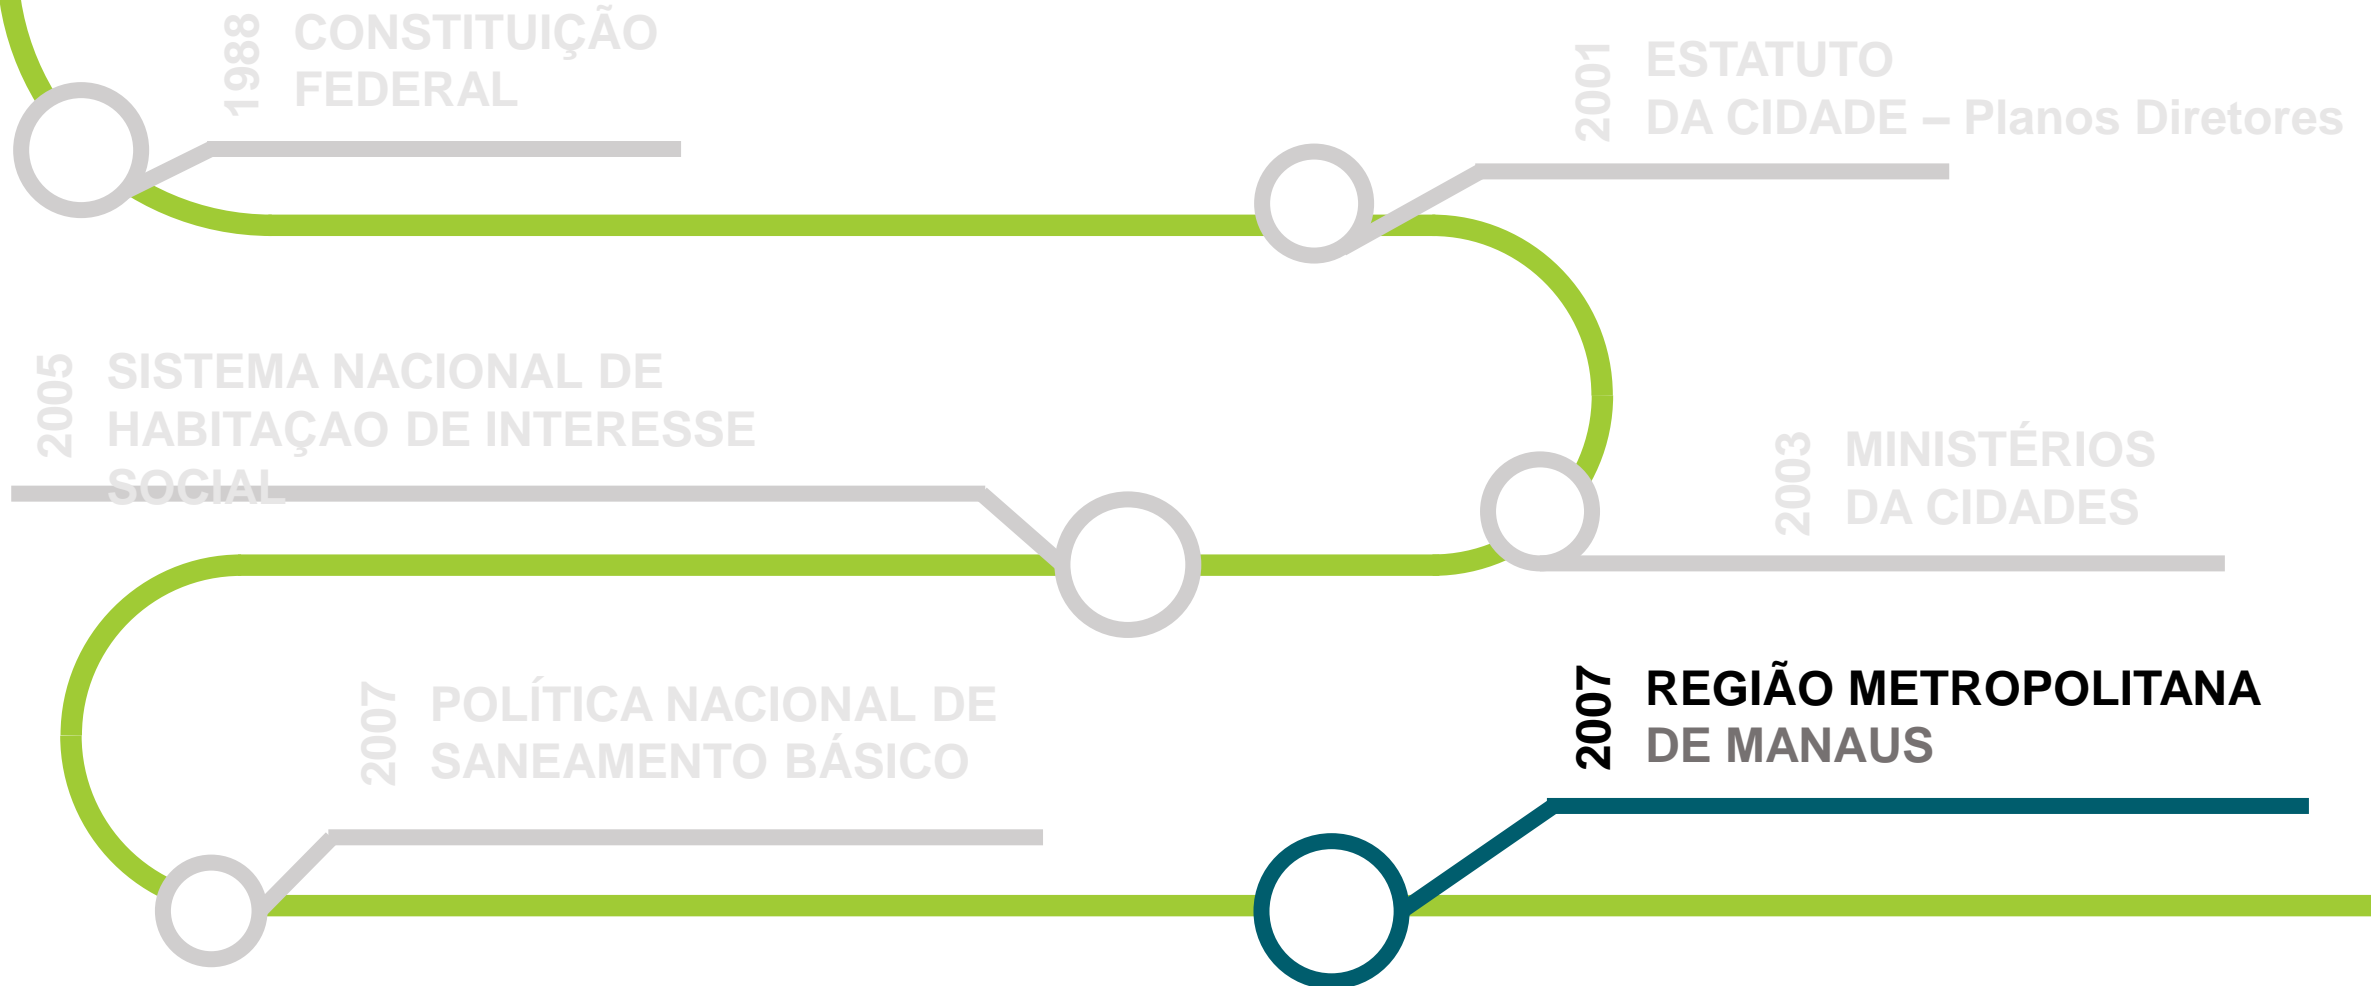 1988
CONSTITUIÇÃO
FEDERAL
2001
ESTATUTO
DA CIDADE – Planos Diretores
2005
SISTEMA NACIONAL DE
HABITAÇAO DE INTERESSE
SOCIAL
2003
MINISTÉRIOS
DA CIDADES
2007
POLÍTICA NACIONAL DE
SANEAMENTO BÁSICO
2007
REGIÃO METROPOLITANA
DE MANAUS